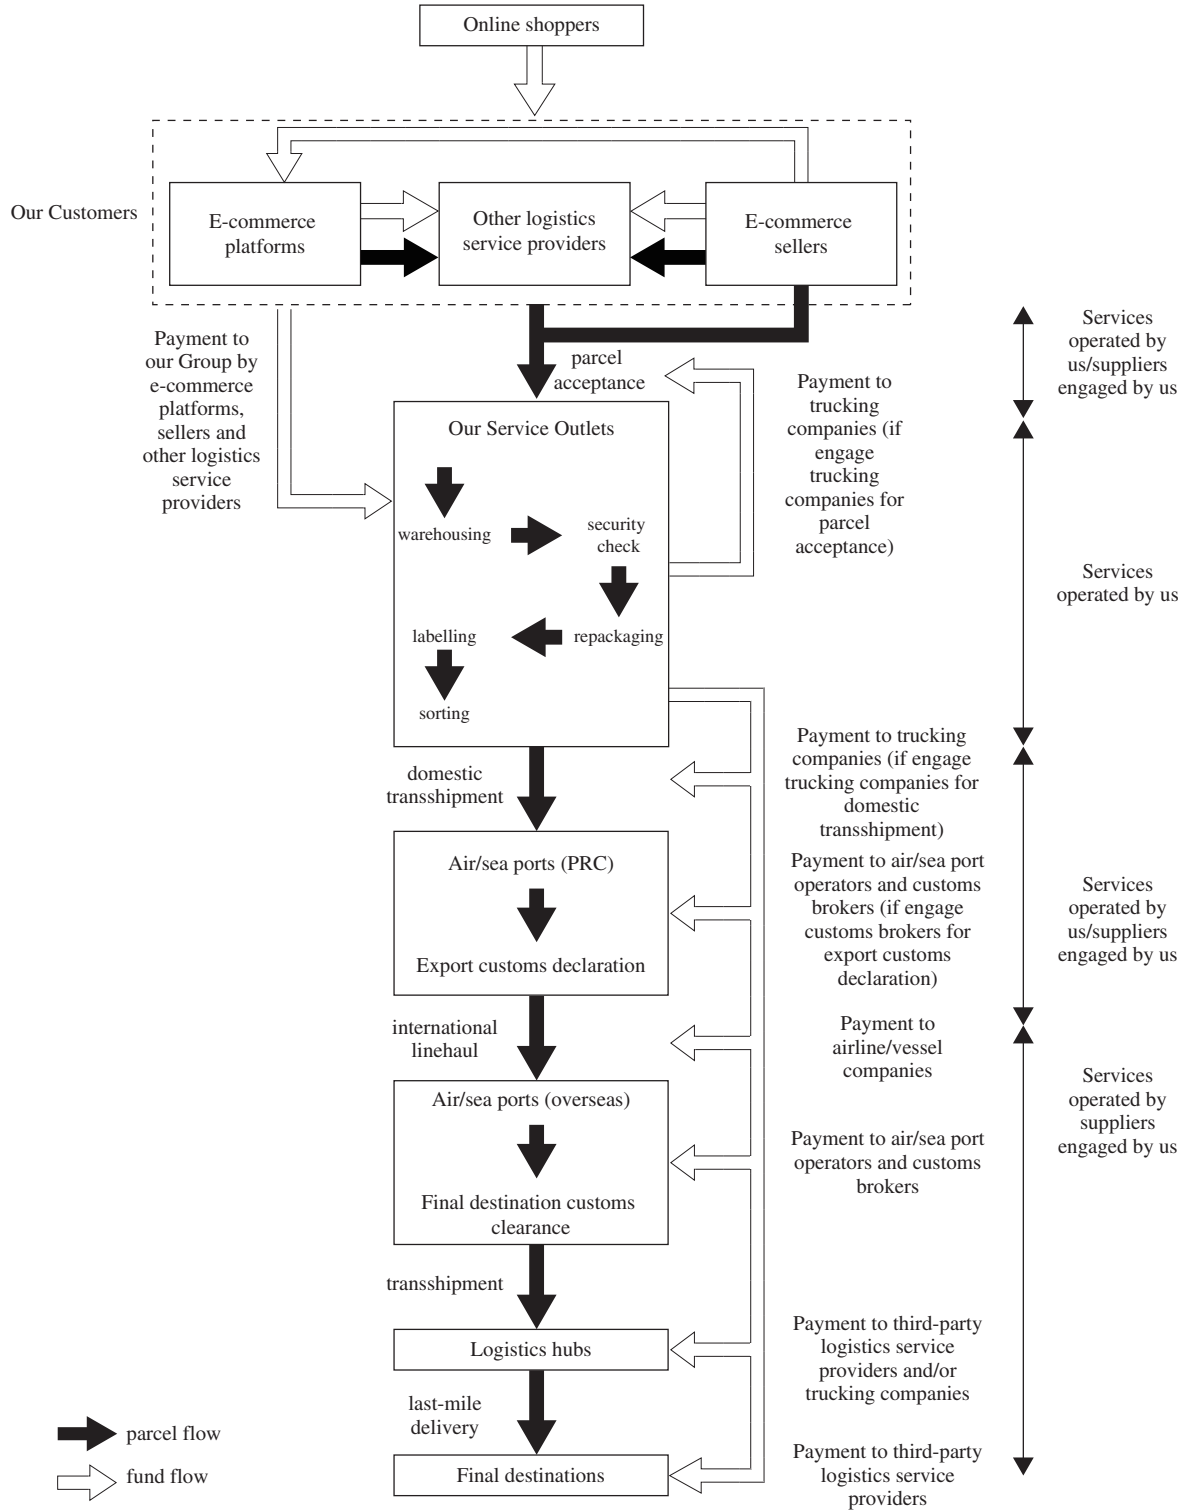 Online shoppers
Our Customers
E-commerce
platforms
Other logistics
service providers
E-commerce
sellers
Payment to
our Group by
e-commerce
platforms,
sellers and
other logistics
service
providers
parcel
acceptance
Payment to
trucking
companies (if
engage
trucking
companies for
parcel
acceptance)
Services
operated by
us/suppliers
engaged by us
Our Service Outlets
warehousing
security
check
labelling
repackaging
sorting
Services
operated by us
domestic
transshipment
Payment to trucking
companies (if engage
trucking companies for
domestic
transshipment)
Air/sea ports (PRC)
Export customs declaration
Payment to air/sea port
operators and customs
brokers (if engage
customs brokers for
export customs
declaration)
Services
operated by
us/suppliers
engaged by us
international
linehaul
Payment to
airline/vessel
companies
Air/sea ports (overseas)
Final destination customs
clearance
Payment to air/sea port
operators and customs
brokers
Services
operated by
suppliers
engaged by us
transshipment
Logistics hubs
Payment to third-party
logistics service
providers and/or
trucking companies
last-mile
delivery
Final destinations
Payment to third-party
logistics service
providers
parcel flow
fund flow